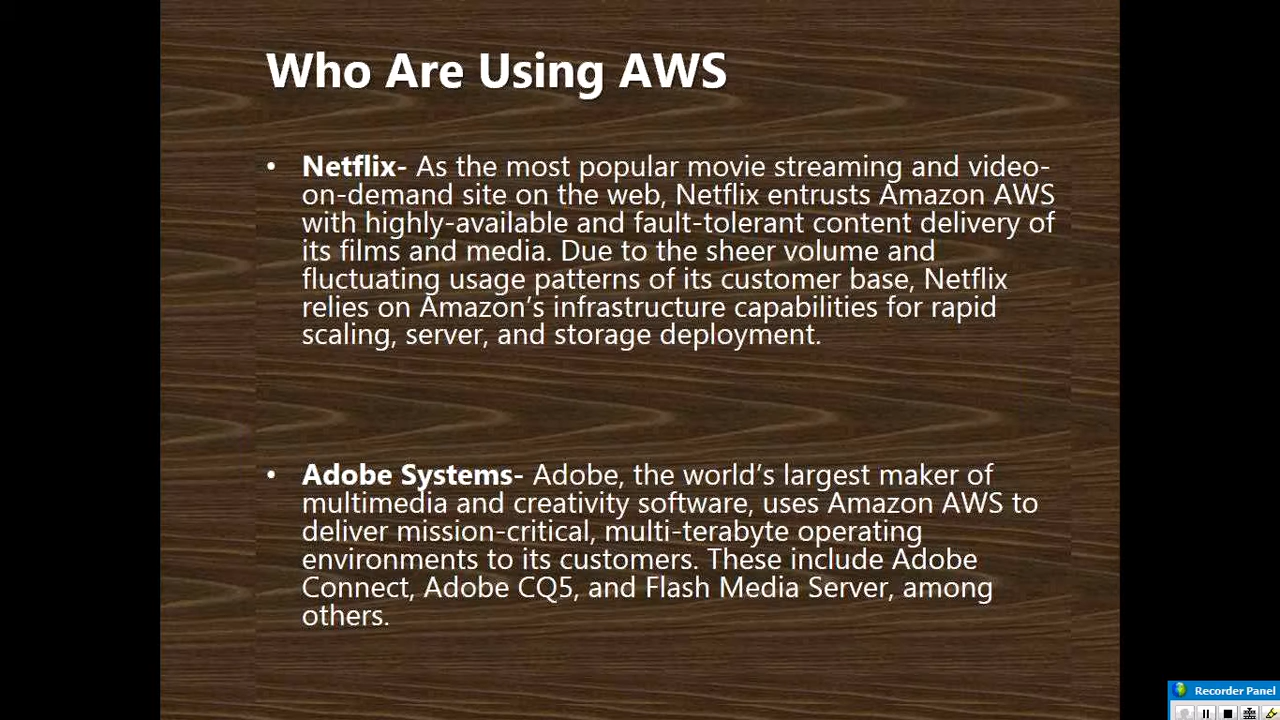 Who Are Using AWS
• Netflix- As the most popular movie streaming and video-
on-demand site on the web, Netflix entrusts Amazon AWS
with highly-available and fault-tolerant content delivery of
its films and media. Due to the sheer volume and
fluctuating usage patterns of its customer base, Netflix
relies on Amazon’s infrastructure capabilities for rapid
scaling, server, and storage deployment.
• Adobe Systems- Adobe, the world’s largest maker of
multimedia and creativity software, uses Amazon AWS to
deliver mission-critical, multi-terabyte operating
environments to its customers. These include Adobe
Connect, Adobe CQ5, and Flash Media Server, among
others.
Recorder Panel